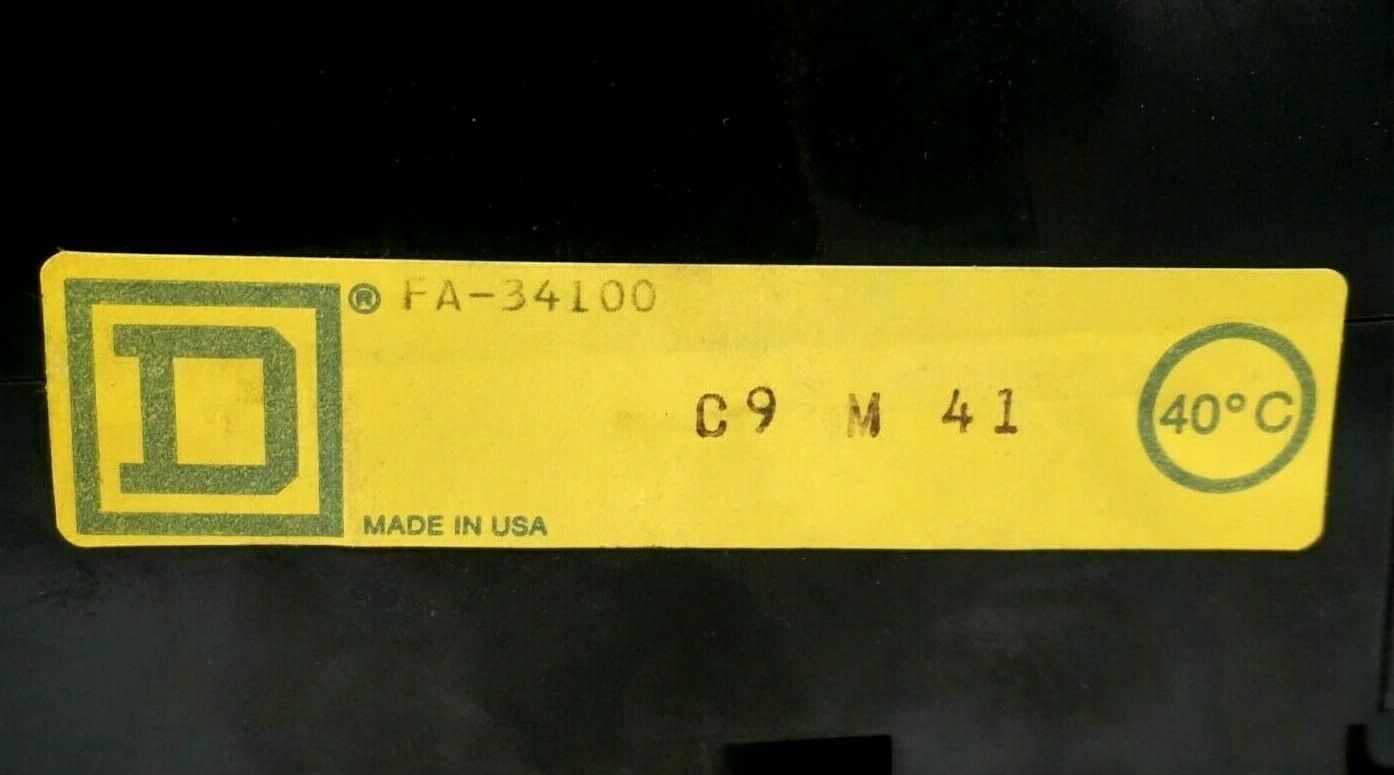 D® FA-34100
C9 M 41
40°C
MADE IN USA